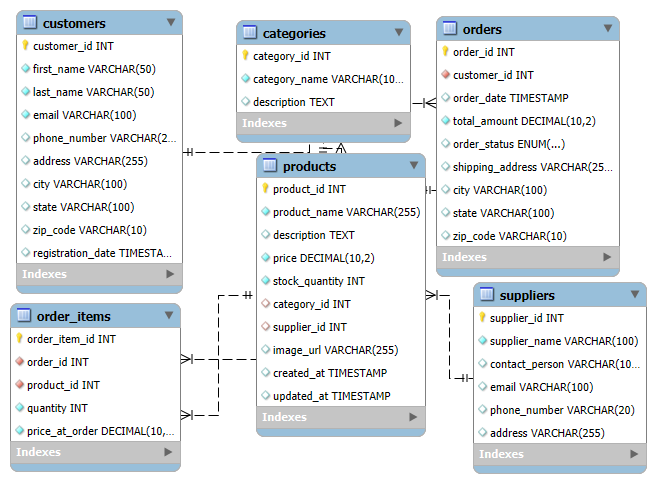 customers
customer_id INT
first_name VARCHAR(50)
last_name VARCHAR(50)
email VARCHAR(100)
phone_number VARCHAR(2...
address VARCHAR(255)
city VARCHAR(100)
state VARCHAR(100)
zip_code VARCHAR(10)
registration_date TIMESTA...
Indexes
categories
category_id INT
category_name VARCHAR(10...
description TEXT
Indexes
orders
order_id INT
customer_id INT
order_date TIMESTAMP
total_amount DECIMAL(10,2)
order_status ENUM(...)
shipping_address VARCHAR(25...
city VARCHAR(100)
state VARCHAR(100)
zip_code VARCHAR(10)
Indexes
products
product_id INT
product_name VARCHAR(255)
description TEXT
price DECIMAL(10,2)
stock_quantity INT
category_id INT
supplier_id INT
image_url VARCHAR(255)
created_at TIMESTAMP
updated_at TIMESTAMP
Indexes
order_items
order_item_id INT
order_id INT
product_id INT
quantity INT
price_at_order DECIMAL(10,...
Indexes
suppliers
supplier_id INT
supplier_name VARCHAR(100)
contact_person VARCHAR(10...
email VARCHAR(100)
phone_number VARCHAR(20)
address VARCHAR(255)
Indexes